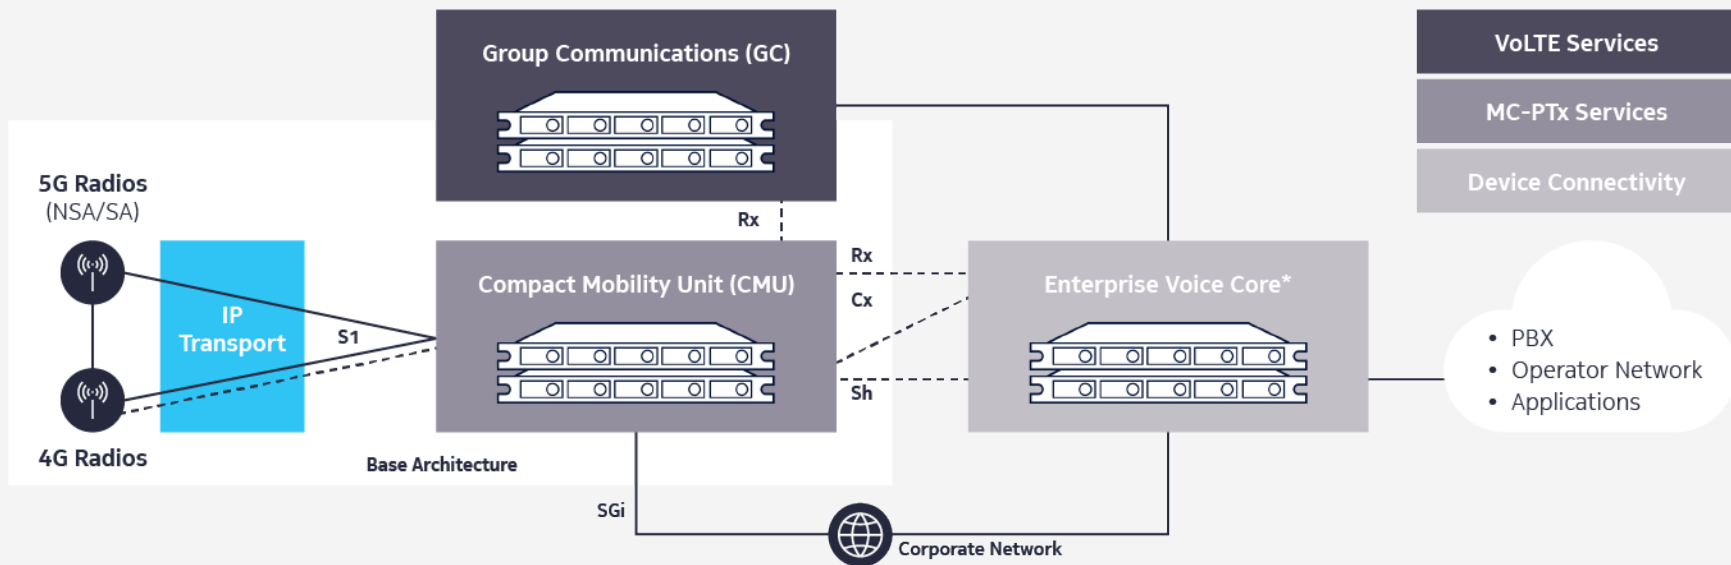 Group Communications (GC)
VoLTE Services
MC-PTx Services
Device Connectivity
5G Radios
(NSA/SA)
Rx
IP
Transport
S1
Compact Mobility Unit (CMU)
Rx
Cx
Sh
Enterprise Voice Core*
• PBX
• Operator Network
• Applications
4G Radios
Base Architecture
SGi
Corporate Network